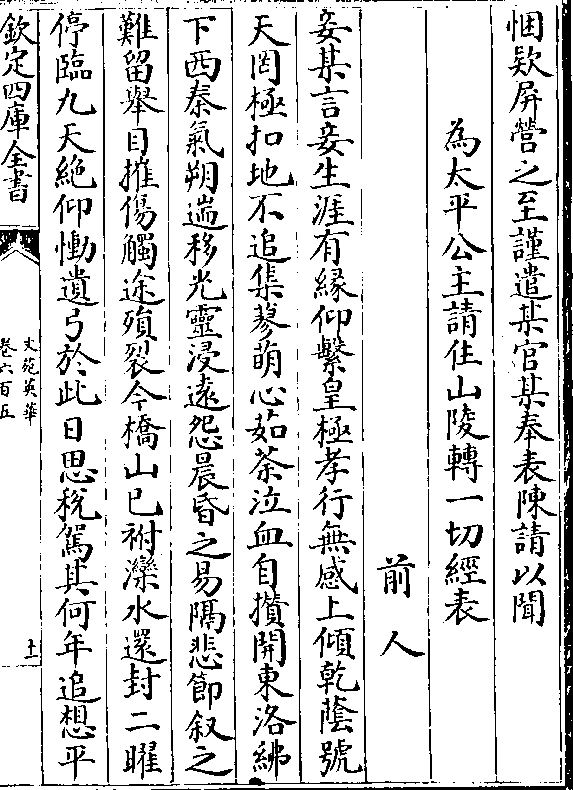 悃欵屏營之至謹遣某官某奉表陳請以聞
為太平公主請住山陵轉一切經表
前人
妾某言妾生涯有縁仰繫皇極孝行無感上傾乾蔭號
天罔極扣地不追集蓼萌心茹荼泣血自攢開東洛紼
下西秦氣朔遄移光靈浸逺怨晨昏之易隔悲節叙之
難留舉目摧傷觸途殞裂今橋山已祔灤水還封二曜
停臨九天絶仰慟遺弓於此日思稅駕其何年追想平
欽定四庫全書
文苑英華
卷六百五
十一